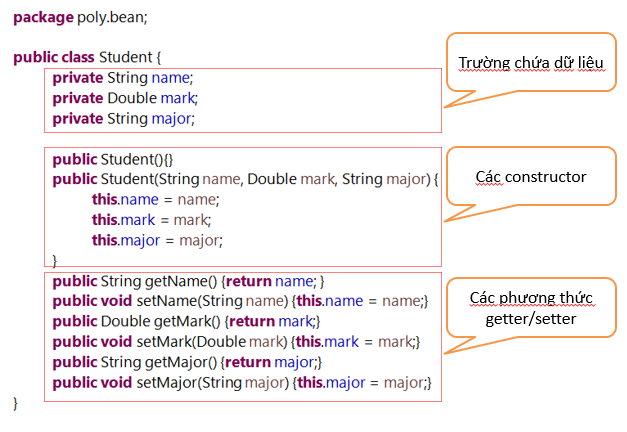 package poly.bean;
public class Student {
private String name;
private Double mark;
private String major;
Trường chứa dữ liệu
public Student(){}
public Student(String name, Double mark, String major) {
this.name = name;
this.mark = mark;
this.major = major;
}
Các constructor
public String getName() {return name; }
public void setName(String name) {this.name = name;}
public Double getMark() {return mark;}
public void setMark(Double mark) {this.mark = mark;}
public String getMajor() {return major;}
public void setMajor(String major) {this.major = major;}
Các phương thức
getter/setter
}